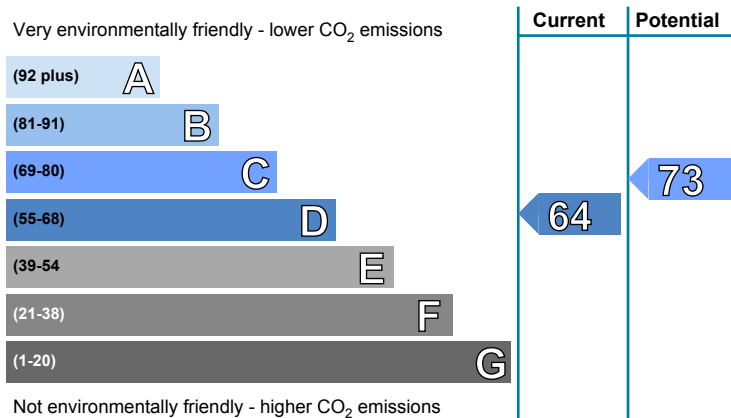 Very environmentally friendly - lower CO2 emissions
Current
Potential
(92 plus) A
(81-91) B
(69-80) C
(55-68) D
(39-54 E
(21-38) F
(1-20) G
64
73
Not environmentally friendly - higher CO2 emissions